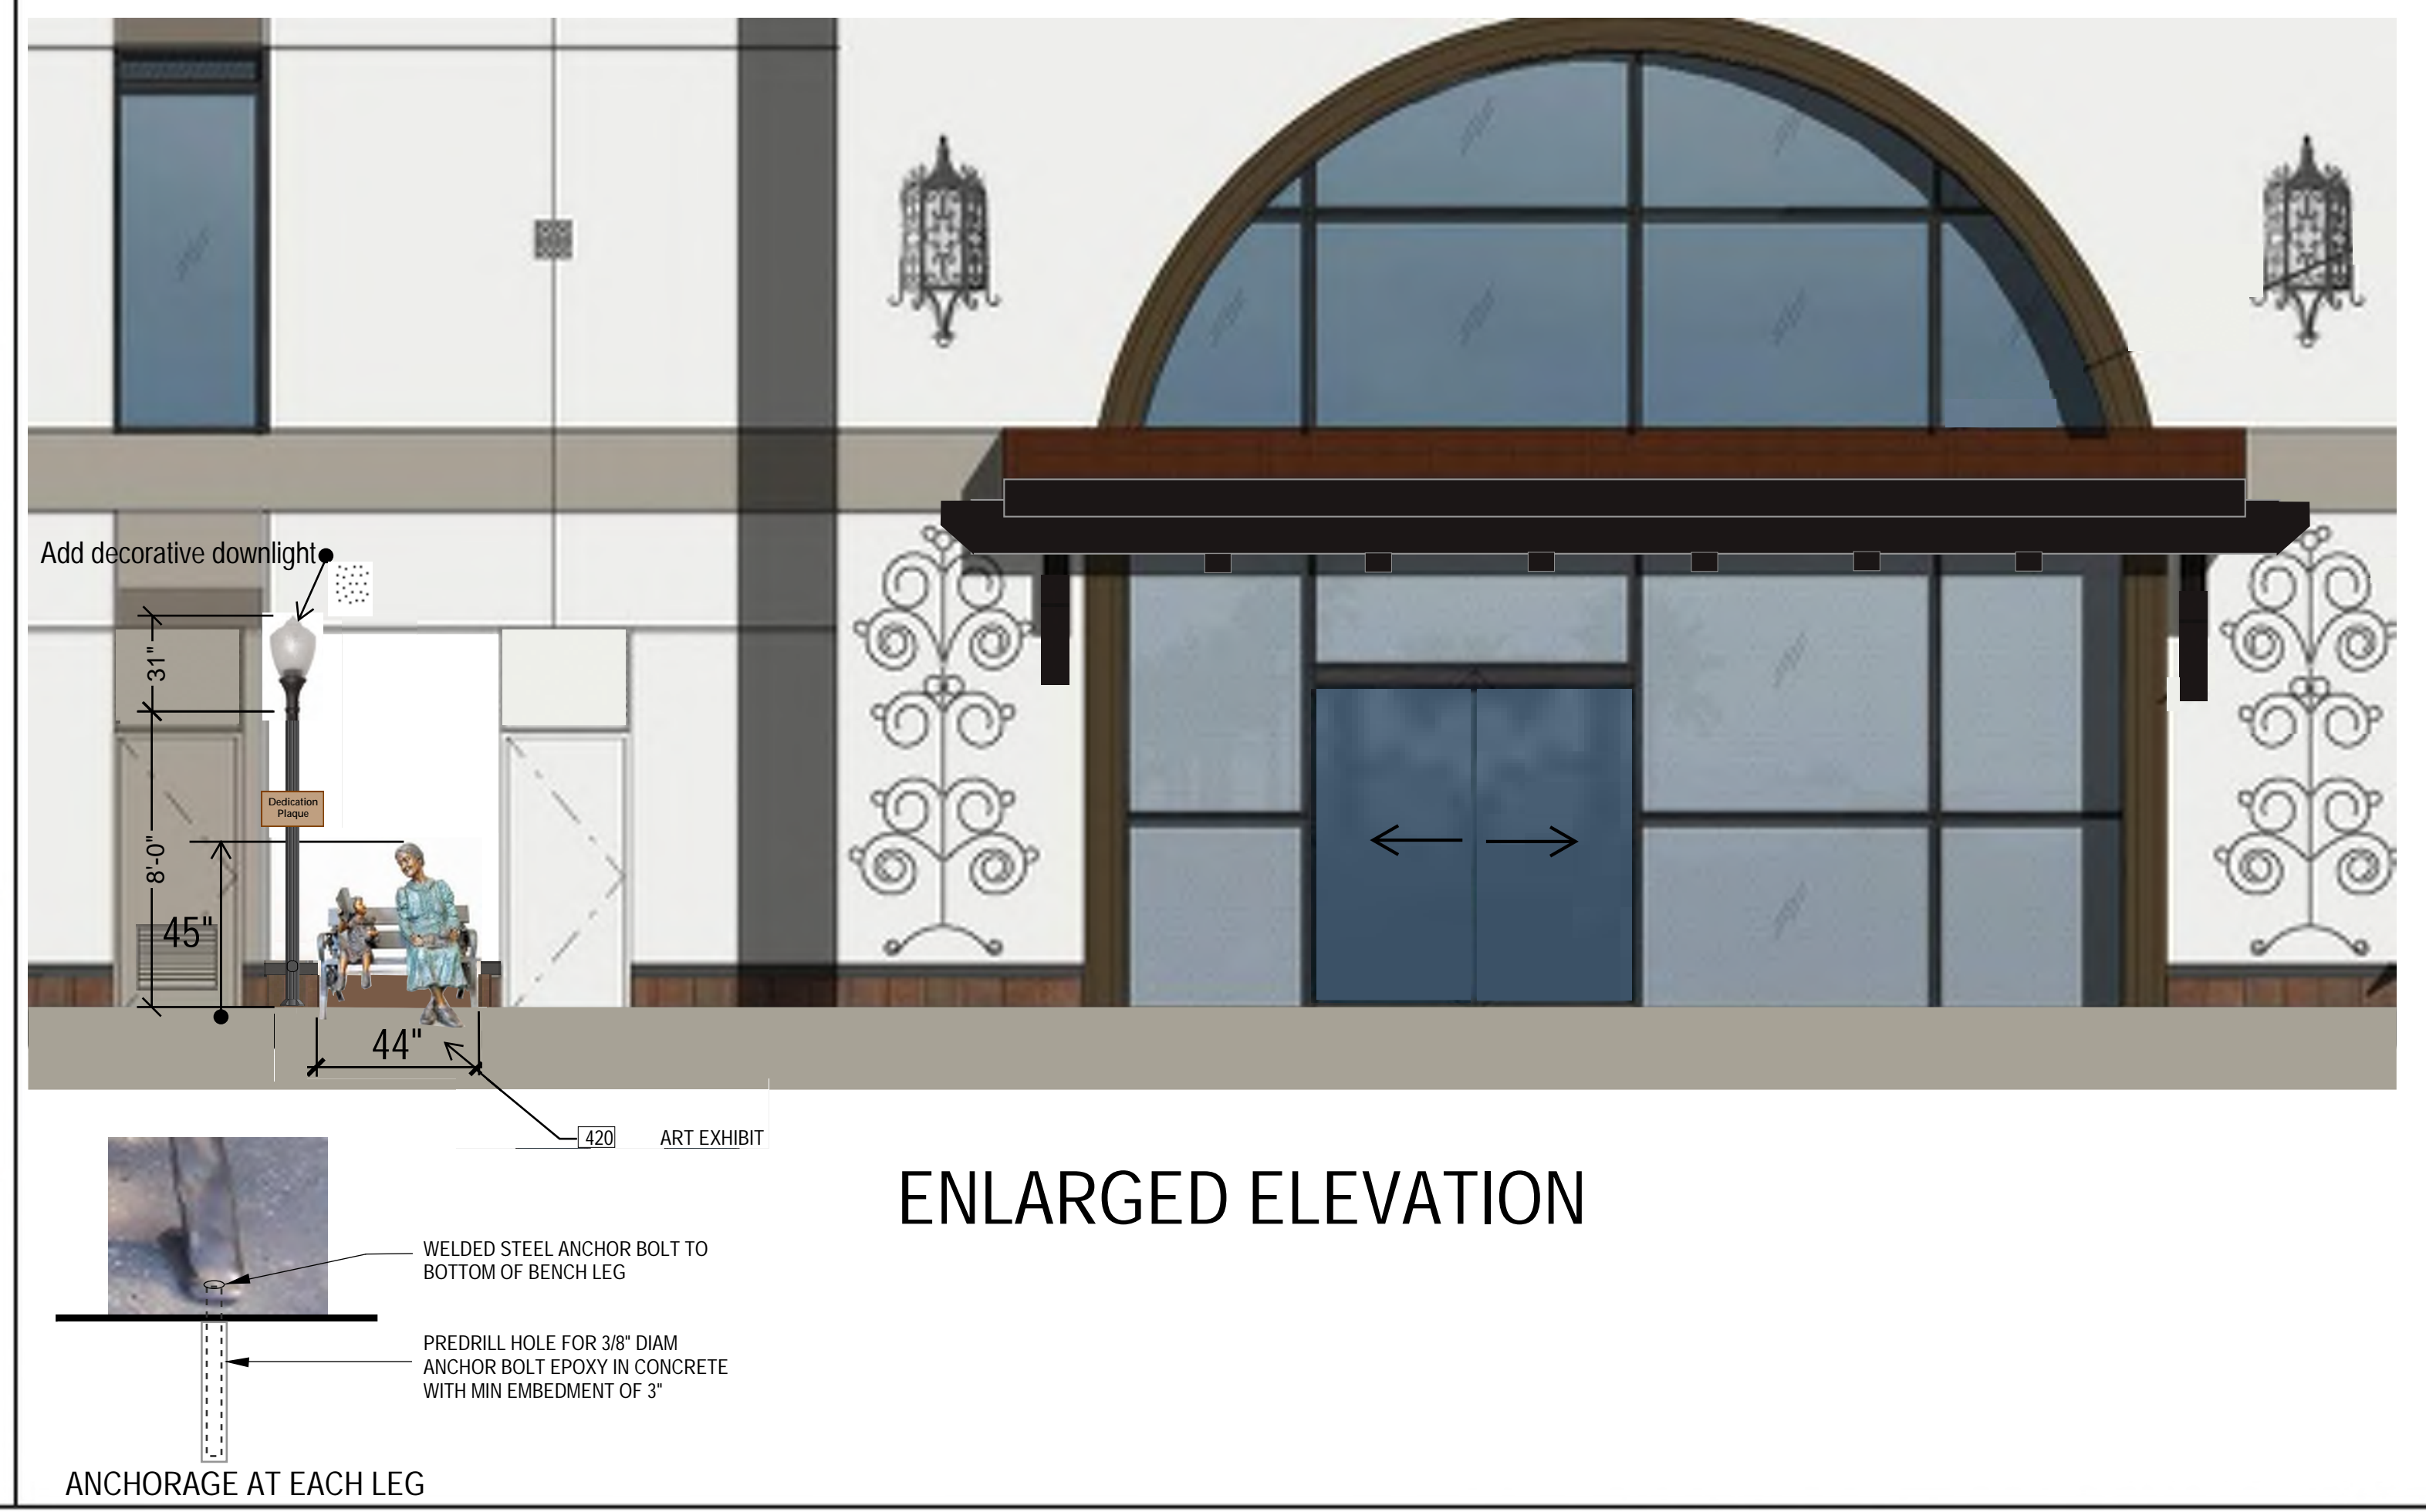 Add decorative downlight
31"
Dedication
Plaque
8'-0"
45"
44"
420 ART EXHIBIT
ENLARGED ELEVATION
WELDED STEEL ANCHOR BOLT TO
BOTTOM OF BENCH LEG
PREDRILL HOLE FOR 3/8" DIAM
ANCHOR BOLT EPOXY IN CONCRETE
WITH MIN EMBEDMENT OF 3"
ANCHORAGE AT EACH LEG